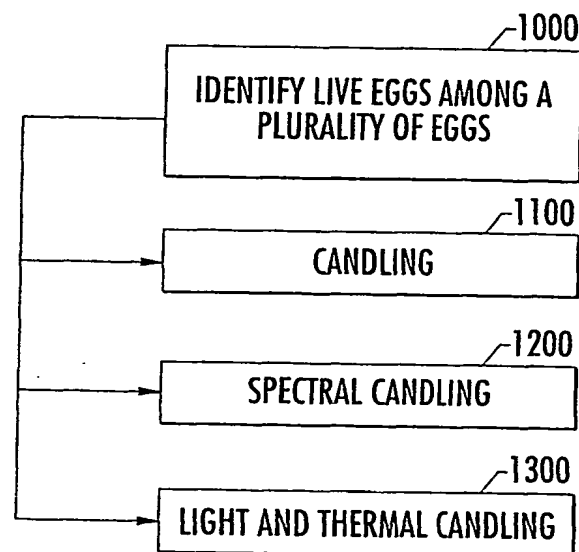 1000
IDENTIFY LIVE EGGS AMONG A
PLURALITY OF EGGS
1100
CANDLING
1200
SPECTRAL CANDLING
1300
LIGHT AND THERMAL CANDLING